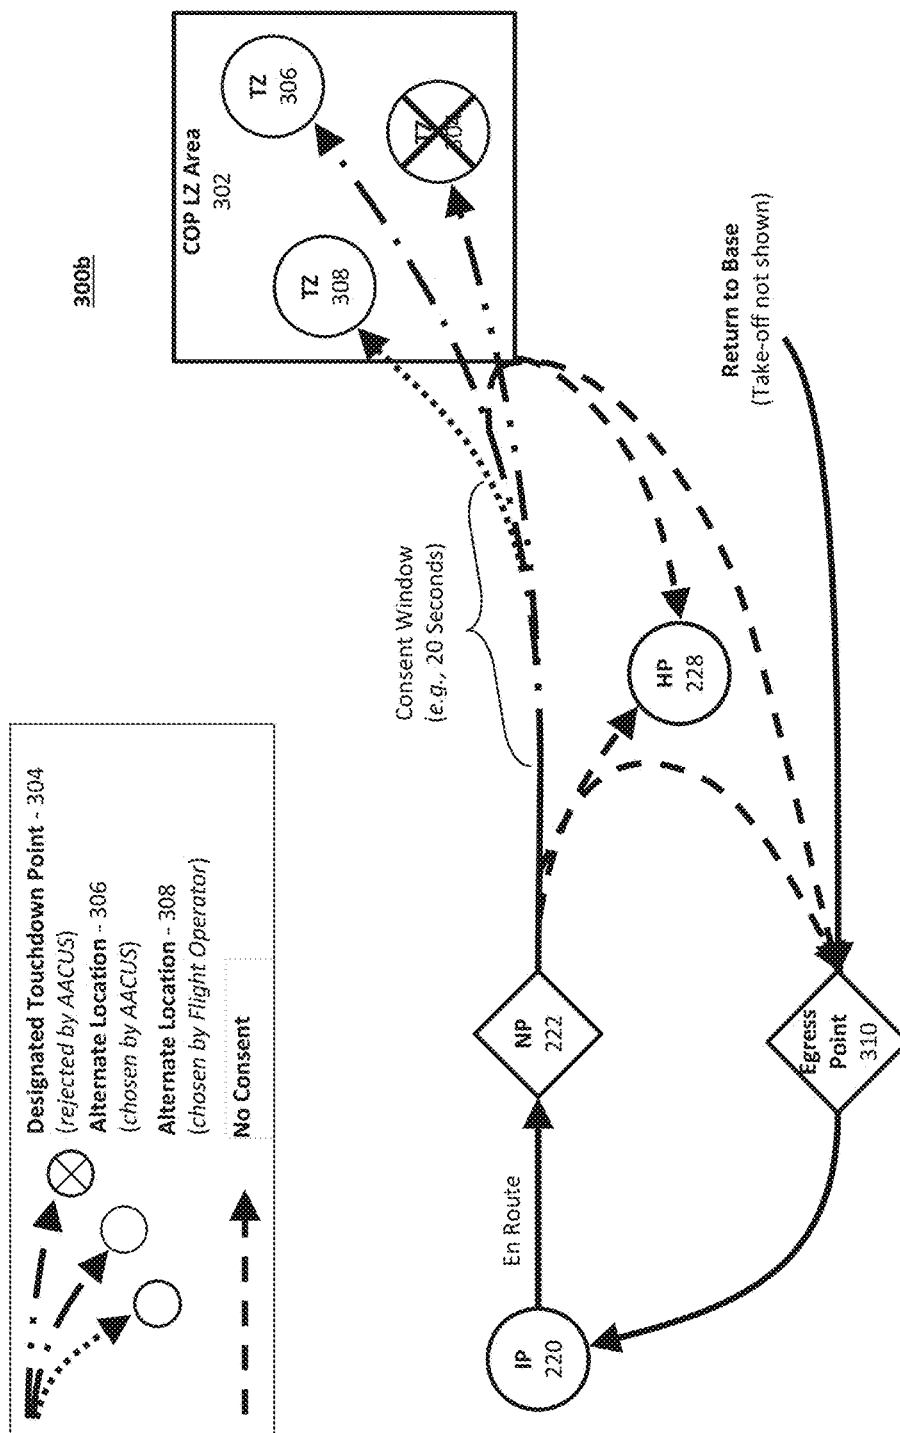 300b
Designated Touchdown Point - 304
(rejected by AACUS)
Alternate Location - 306
(chosen by AACUS)
Alternate Location - 308
(chosen by Flight Operator)
No Consent
COP LZ Area
302
TZ
306
TZ
308
TZ
304
Consent Window
(e.g., 20 Seconds)
IP
220
En Route
NP
222
HP
228
Return to Base
(Take-off not shown)
Egress
Point
310